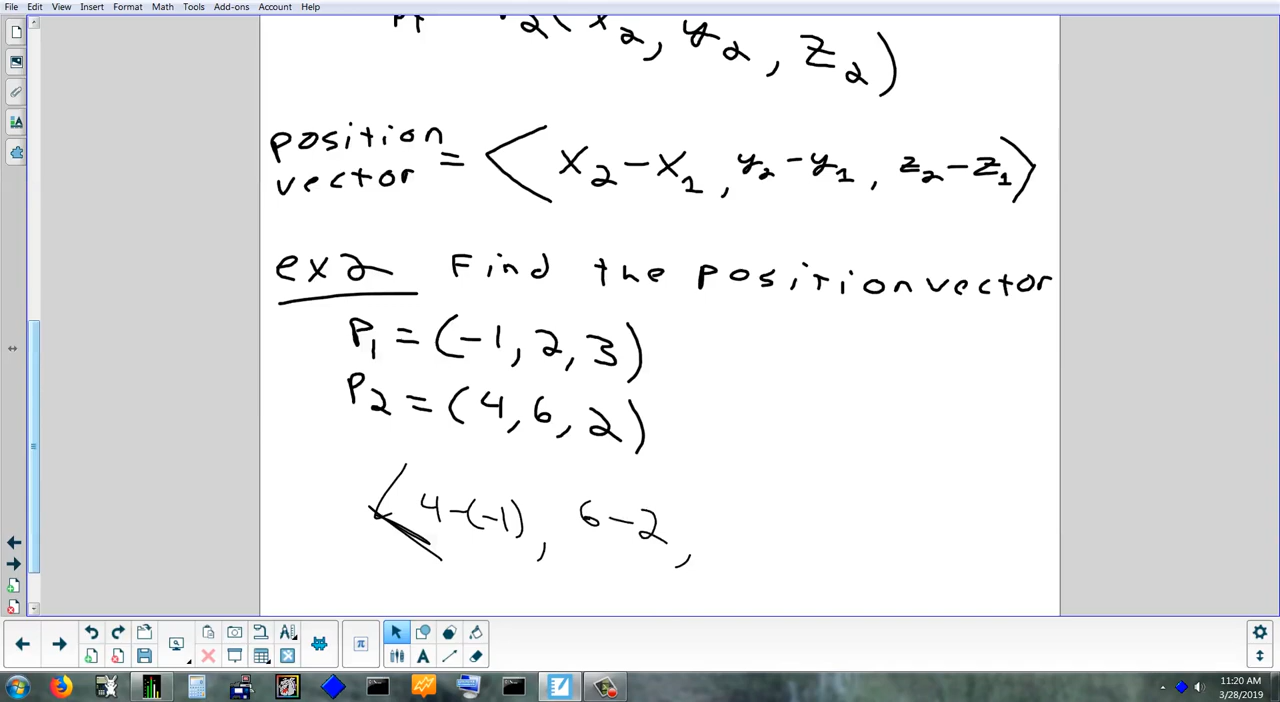 File Edit View Insert Format Math Tools Add-ons Account Help
2(x2, y2, z2)
position
vector = <x2-x1, y2-y1, z2-z1>
ex2 Find the position vector
P1 = (-1, 2, 3)
P2 = (4, 6, 2)
<4-(-1), 6-2,
π
A
11:20 AM
3/28/2019